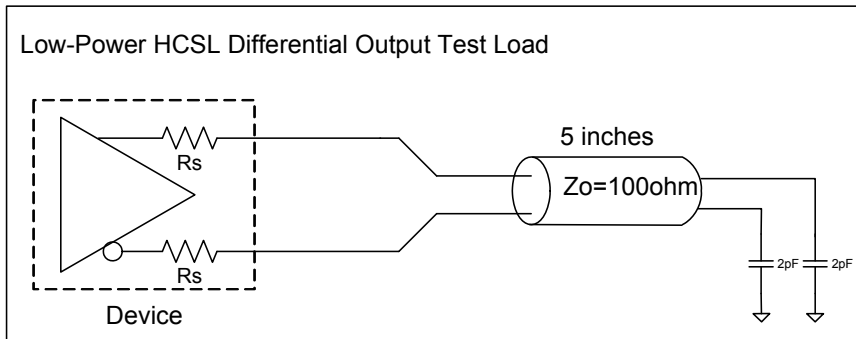 Low-Power HCSL Differential Output Test Load
Rs
5 inches
Zo=100ohm
Rs
2pF
2pF
Device